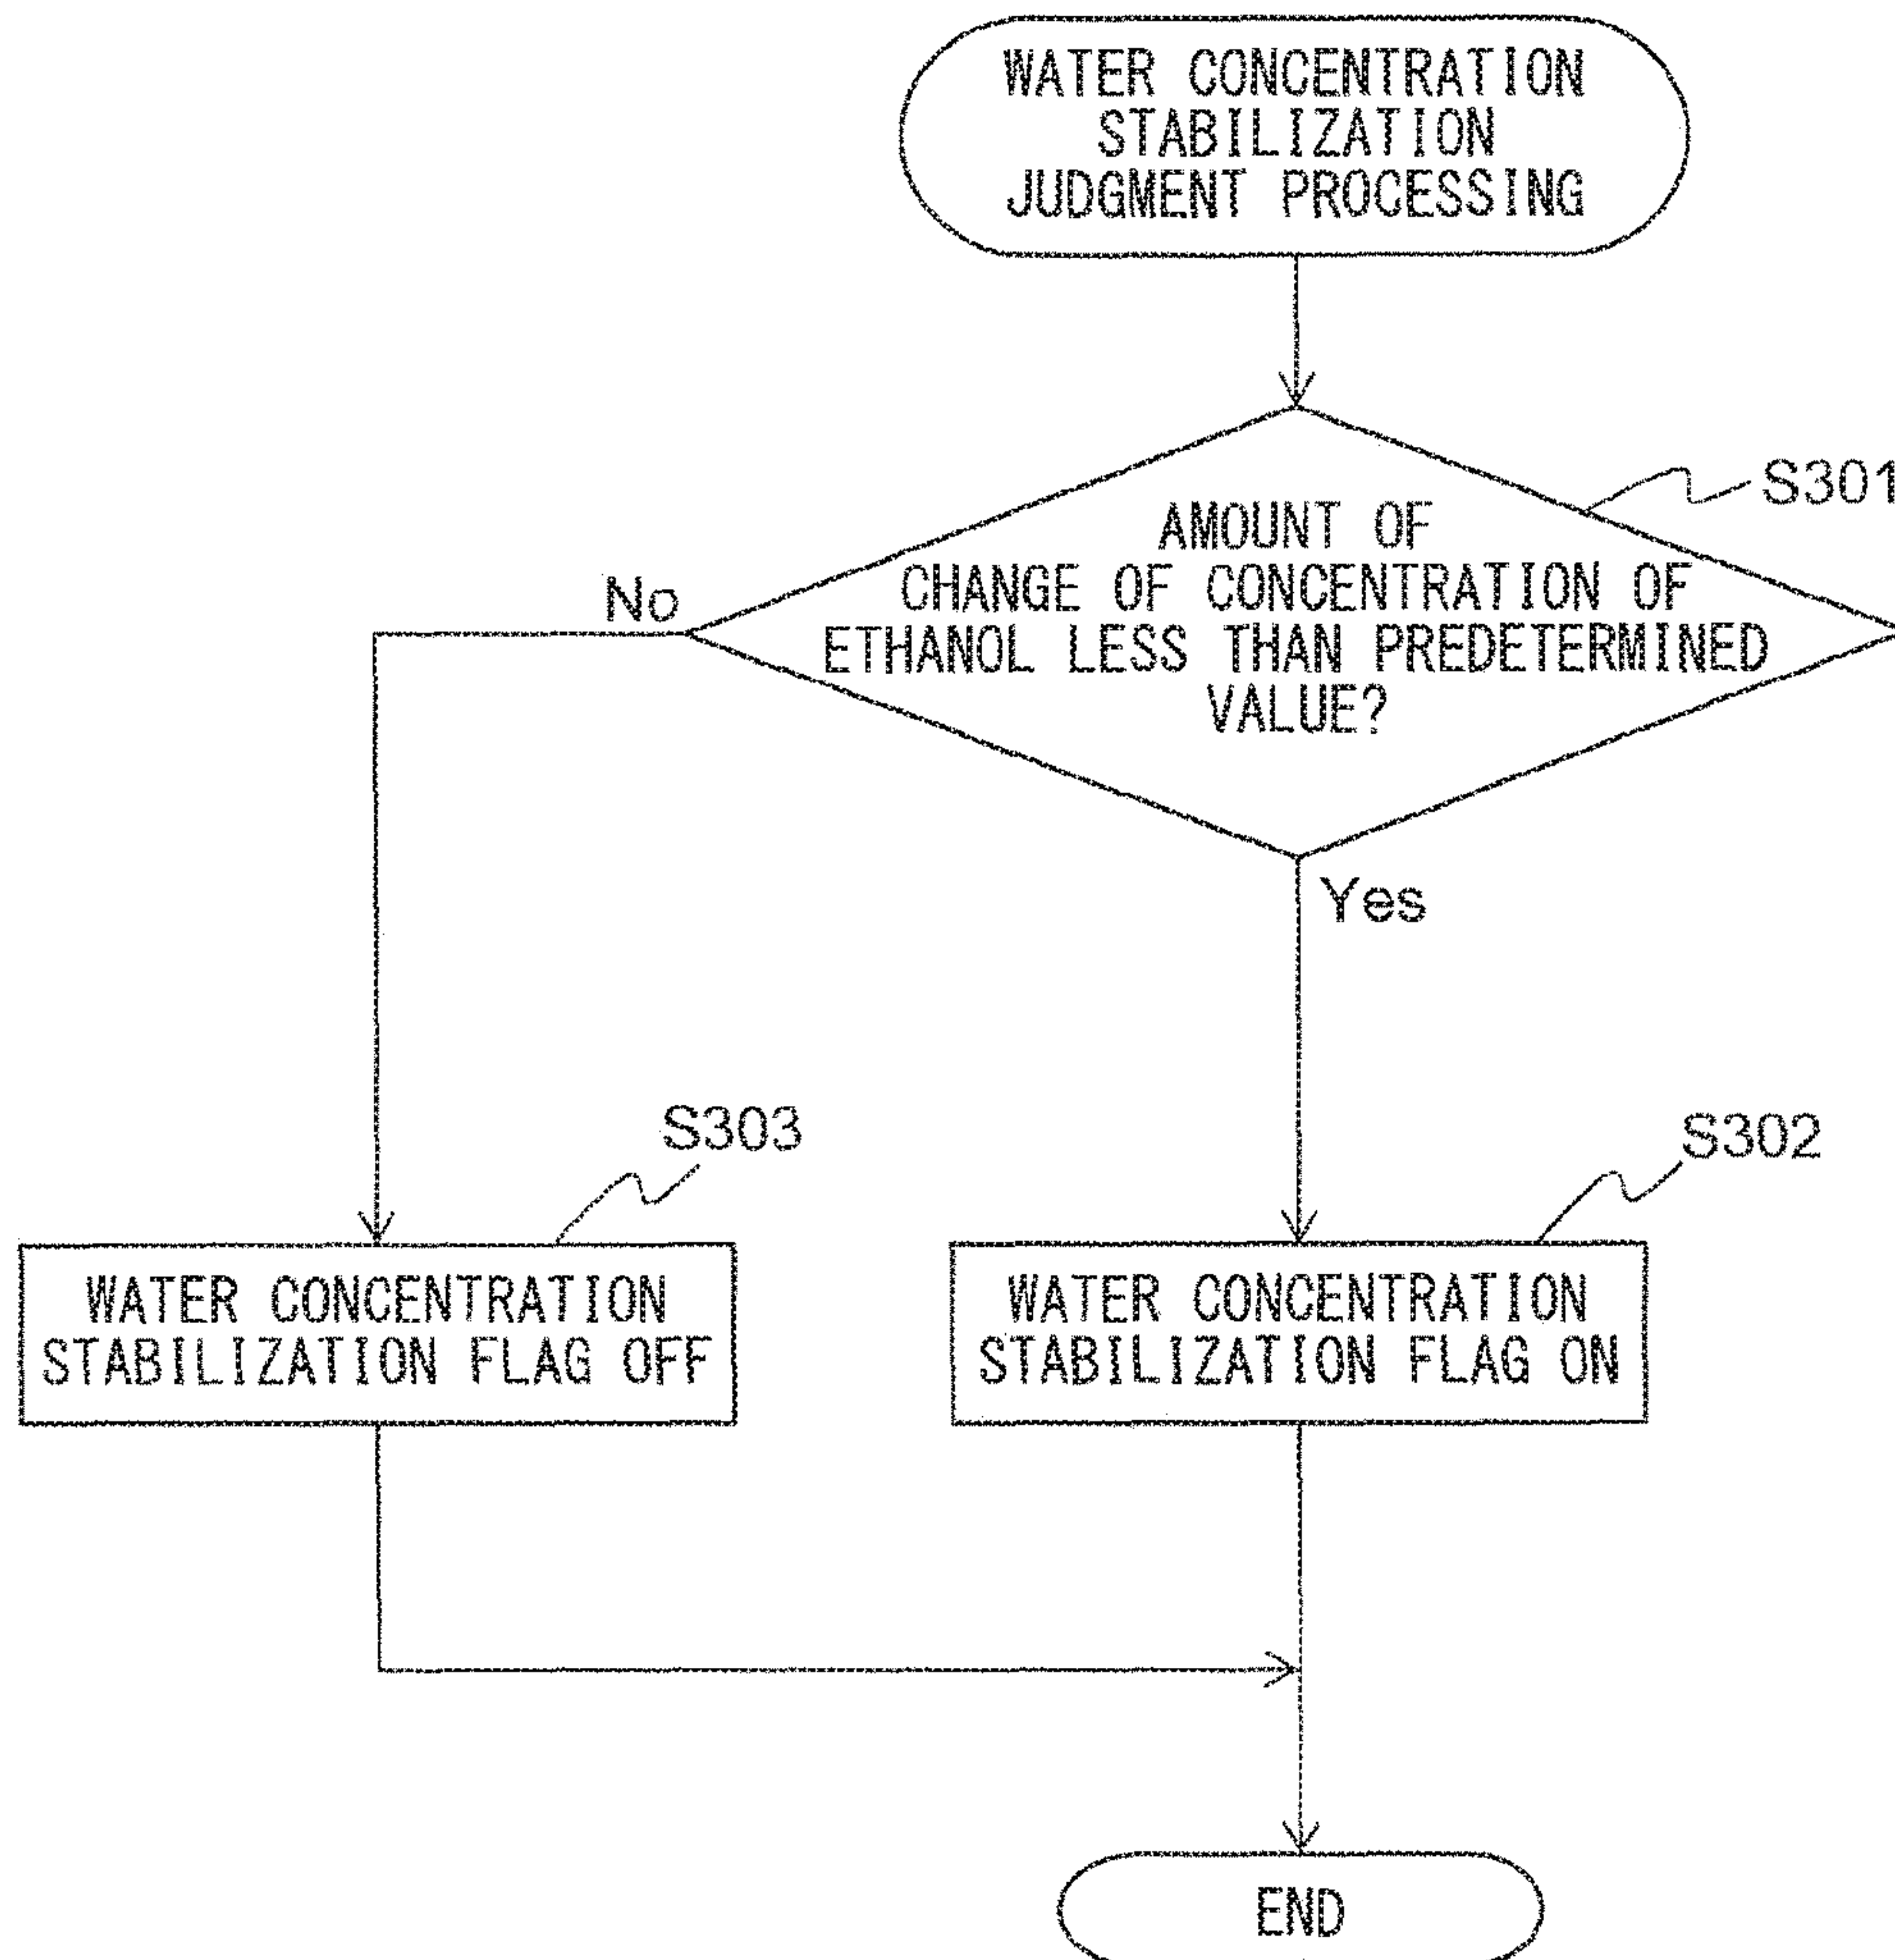 WATER CONCENTRATION
STABILIZATION
JUDGMENT PROCESSING
S301
AMOUNT OF
CHANGE OF CONCENTRATION OF
ETHANOL LESS THAN PREDETERMINED
VALUE?
No
Yes
S303
S302
WATER CONCENTRATION
STABILIZATION FLAG OFF
WATER CONCENTRATION
STABILIZATION FLAG ON
END